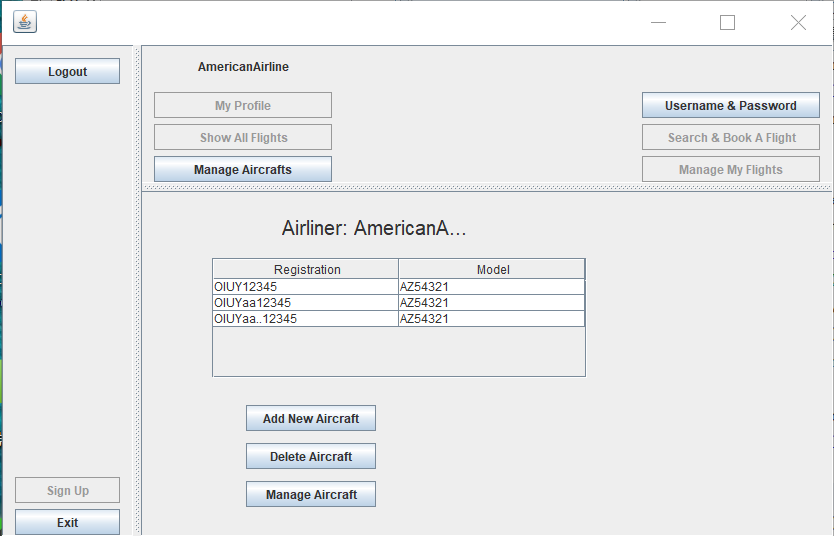 AmericanAirline
Logout
My Profile
Username & Password
Show All Flights
Search & Book A Flight
Manage Aircrafts
Manage My Flights
Airliner: AmericanA...
Registration Model
OIUY12345 AZ54321
OIUYaa12345 AZ54321
OIUYaa..12345 AZ54321
Add New Aircraft
Delete Aircraft
Manage Aircraft
Sign Up
Exit